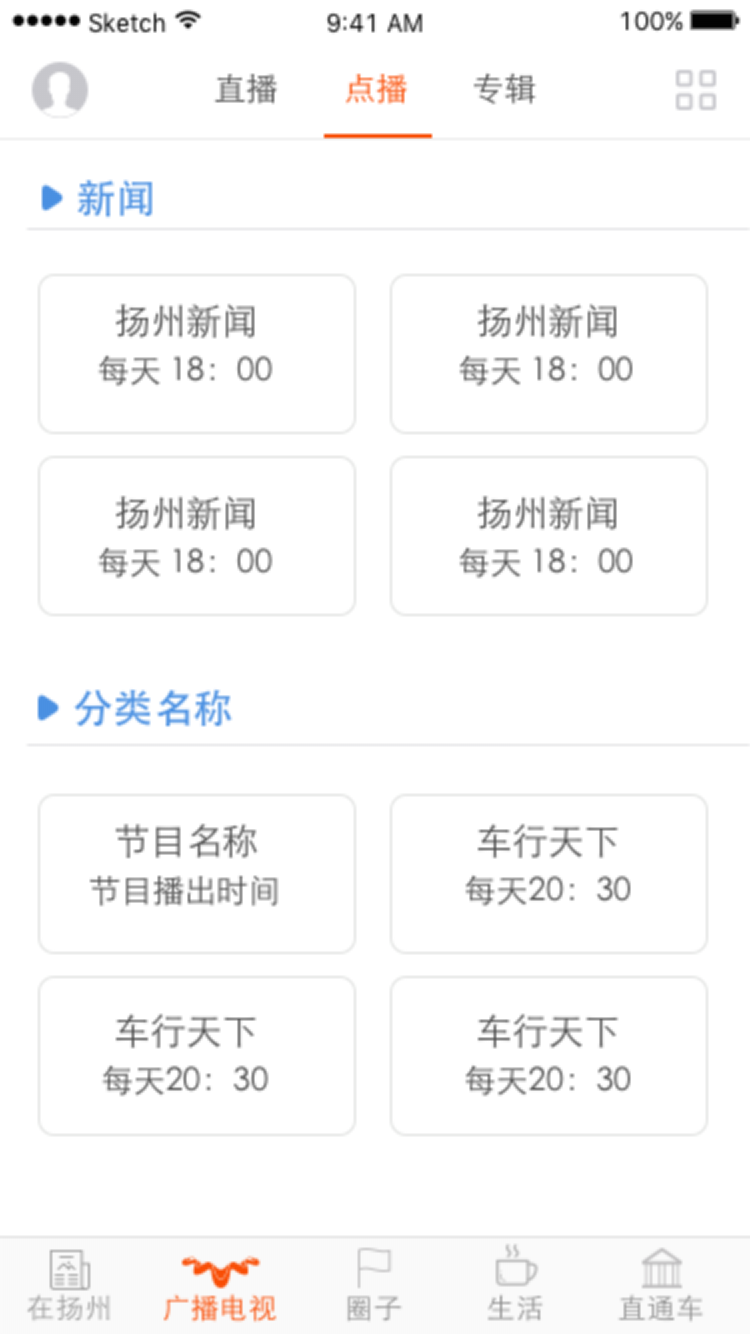 Sketch 9:41 AM 100%
直播 点播 专辑
新闻
扬州新闻 扬州新闻
每天 18：00 每天 18：00
扬州新闻 扬州新闻
每天 18：00 每天 18：00
分类名称
节目名称 车行天下
节目播出时间 每天20：30
车行天下 车行天下
每天20：30 每天20：30
在扬州 广播电视 圈子 生活 直通车